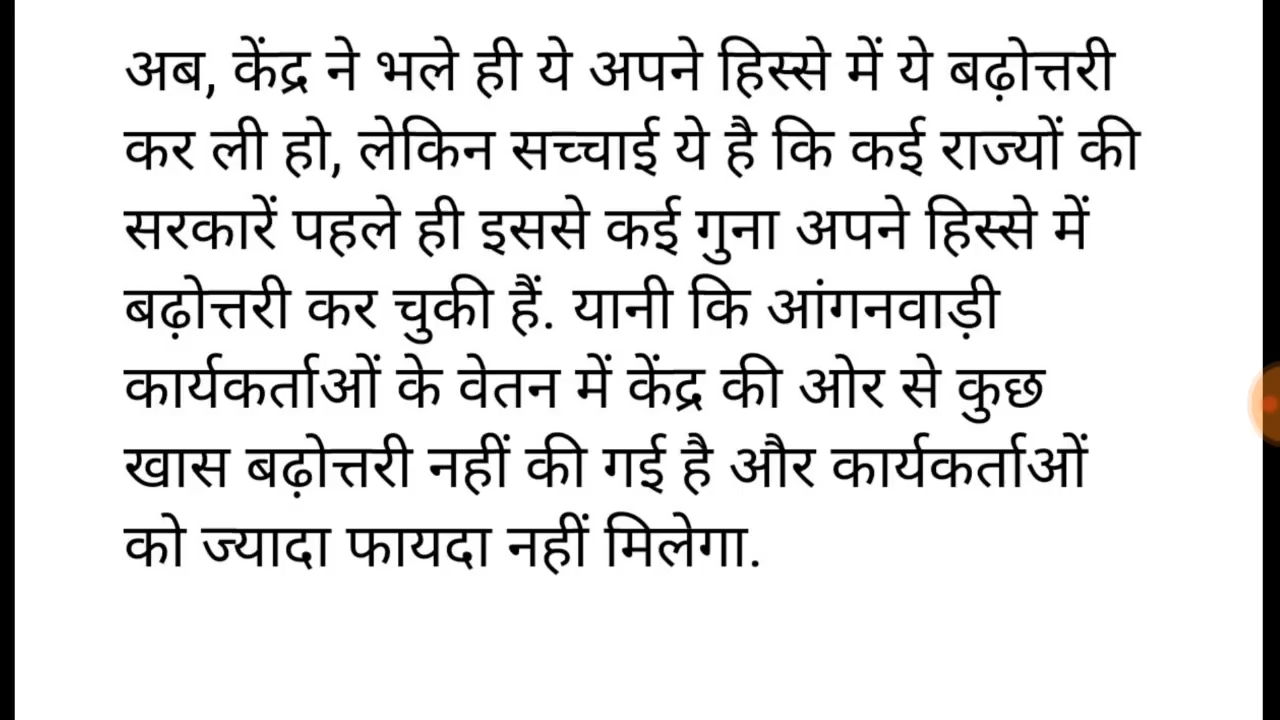 अब, केंद्र ने भले ही ये अपने हिस्से में ये बढ़ोत्तरी
कर ली हो, लेकिन सच्चाई ये है कि कई राज्यों की
सरकारें पहले ही इससे कई गुना अपने हिस्से में
बढ़ोत्तरी कर चुकी हैं. यानी कि आंगनवाड़ी
कार्यकर्ताओं के वेतन में केंद्र की ओर से कुछ
खास बढ़ोत्तरी नहीं की गई है और कार्यकर्ताओं
को ज्यादा फायदा नहीं मिलेगा.